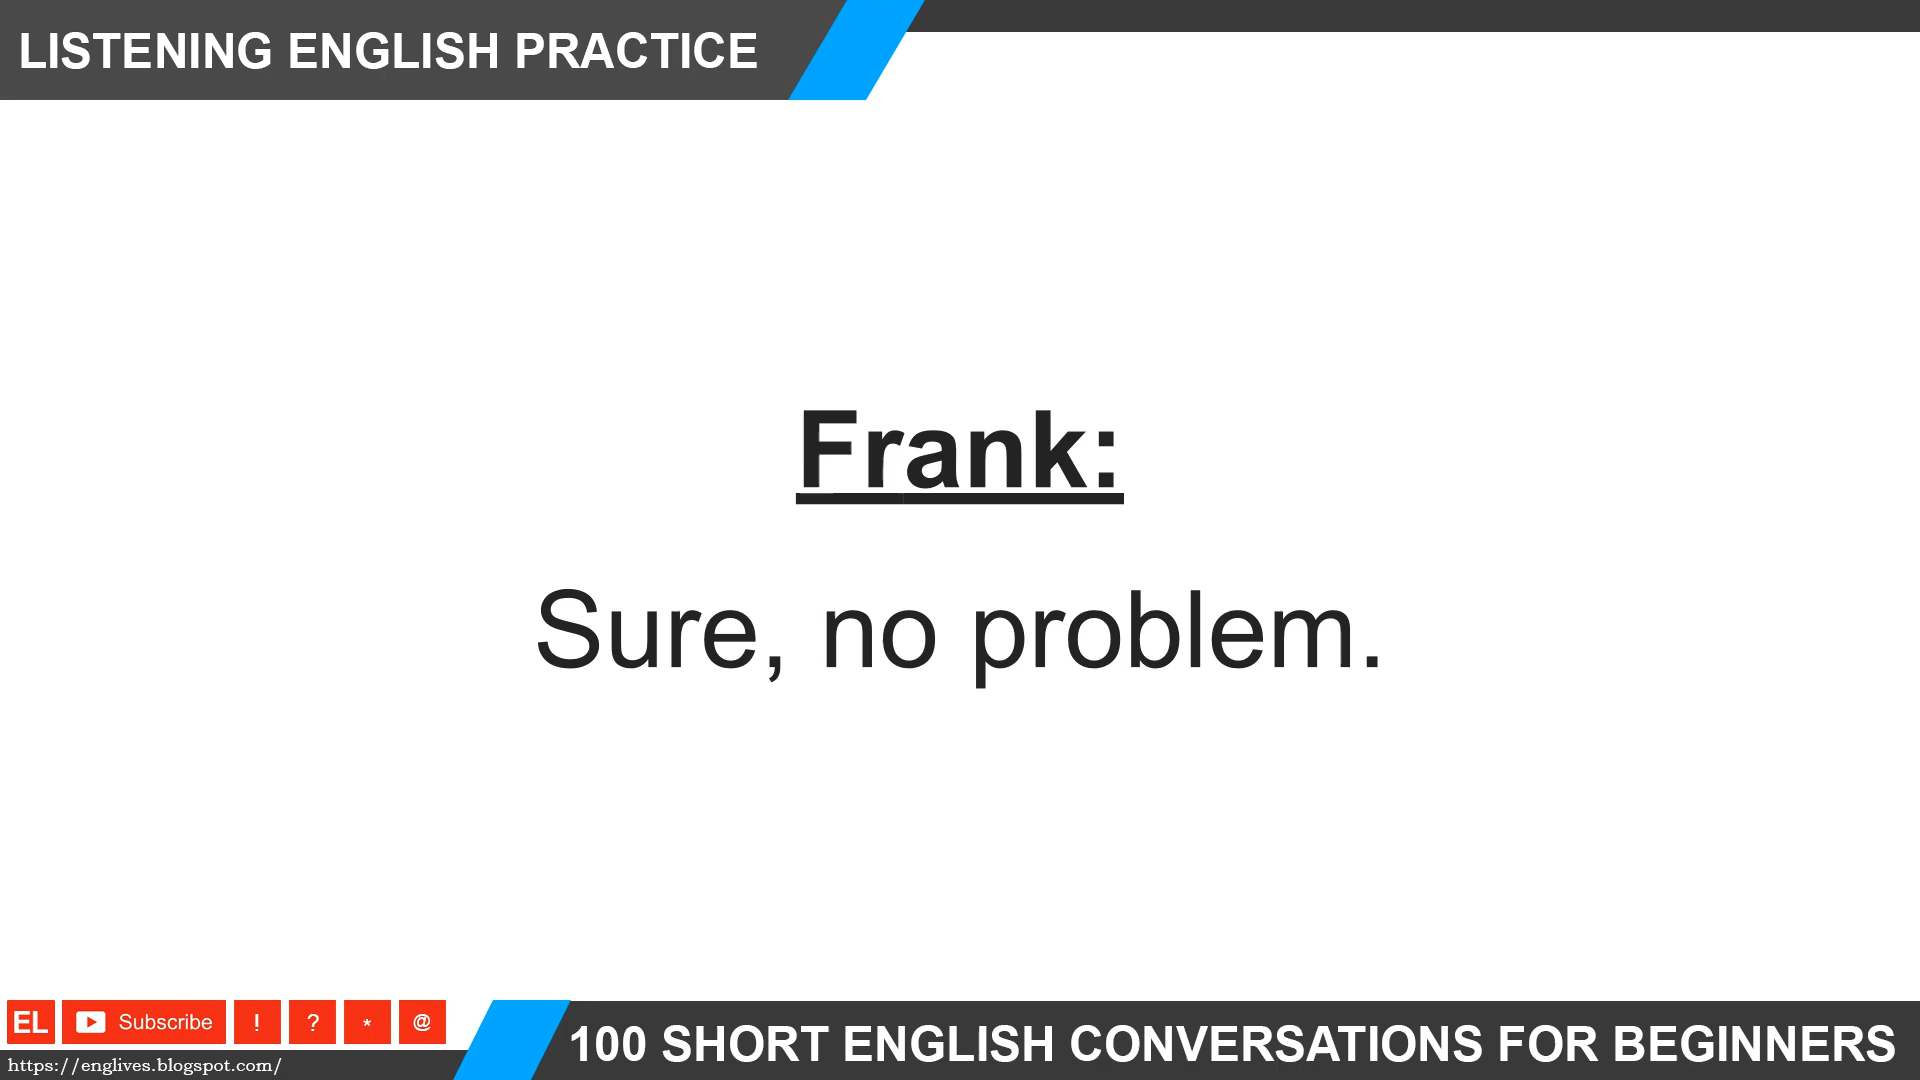 LISTENING ENGLISH PRACTICE
Frank:
Sure, no problem.
EL Subscribe ! ? * @
https://englives.blogspot.com/
100 SHORT ENGLISH CONVERSATIONS FOR BEGINNERS